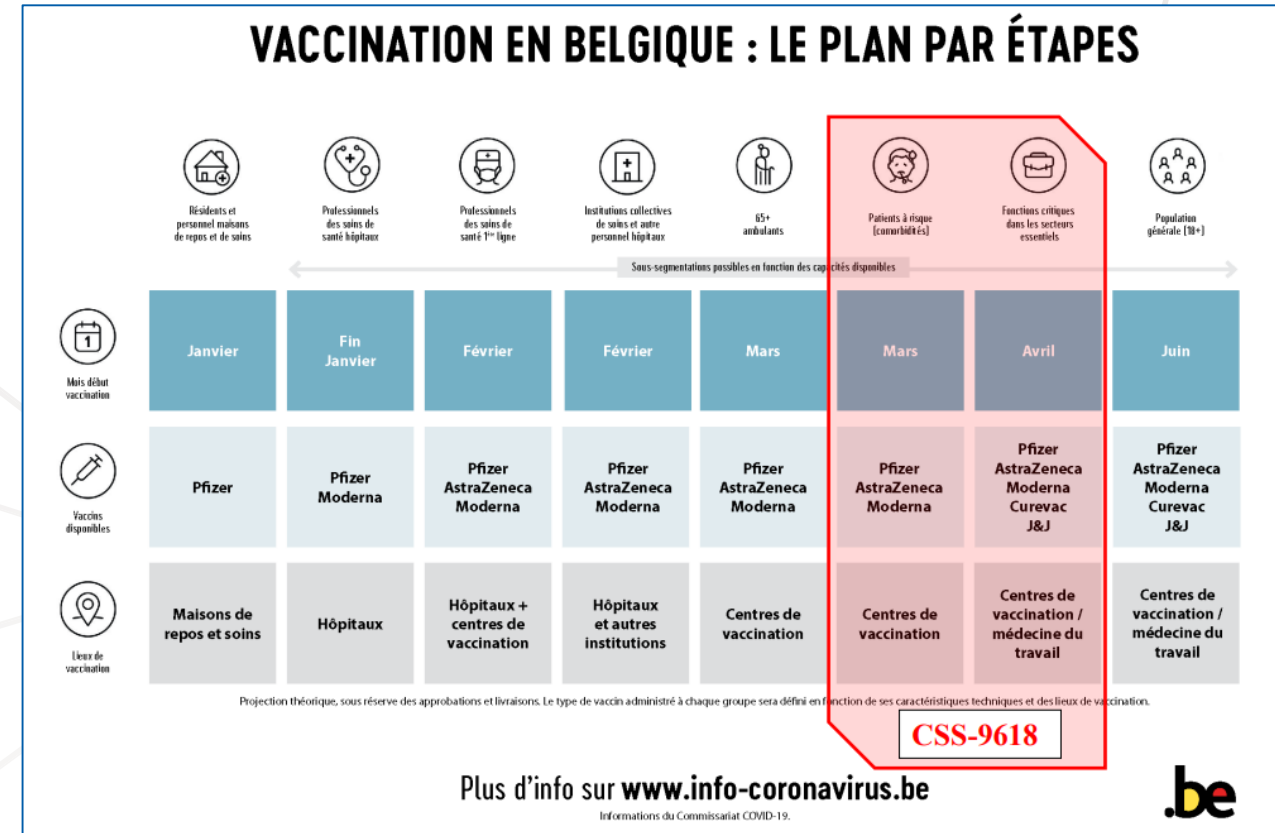 VACCINATION EN BELGIQUE : LE PLAN PAR ÉTAPES
Résidents et
personnel maisons
de repos et de soins
Professionnels
des soins de
santé hôpitaux
Professionnels
des soins de
santé 1ère ligne
Institutions collectives
de soins et autre
personnel hôpitaux
65+
ambulants
Patients à risque
(comorbidités)
Fonctions critiques
dans les secteurs
essentiels
Population
générale (18+)
Sous-segmentations possibles en fonction des capacités disponibles
1
Mois début
vaccination
Janvier
Fin
Janvier
Février
Février
Mars
Mars
Avril
Juin
Vaccins
disponibles
Pfizer
Pfizer
Moderna
Pfizer
AstraZeneca
Moderna
Pfizer
AstraZeneca
Moderna
Pfizer
AstraZeneca
Moderna
Pfizer
AstraZeneca
Moderna
Pfizer
AstraZeneca
Moderna
Curevac
J&J
Pfizer
AstraZeneca
Moderna
Curevac
J&J
Lieux de
vaccination
Maisons de
repos et soins
Hôpitaux
Hôpitaux +
centres de
vaccination
Hôpitaux
et autres
institutions
Centres de
vaccination
Centres de
vaccination
Centres de
vaccination /
médecine du
travail
Centres de
vaccination /
médecine du
travail
Projection théorique, sous réserve des approbations et livraisons. Le type de vaccin administré à chaque groupe sera défini en fonction de ses caractéristiques techniques et des lieux de vaccination.
CSS-9618
Plus d'info sur www.info-coronavirus.be
Informations du Commissariat COVID-19.
.be